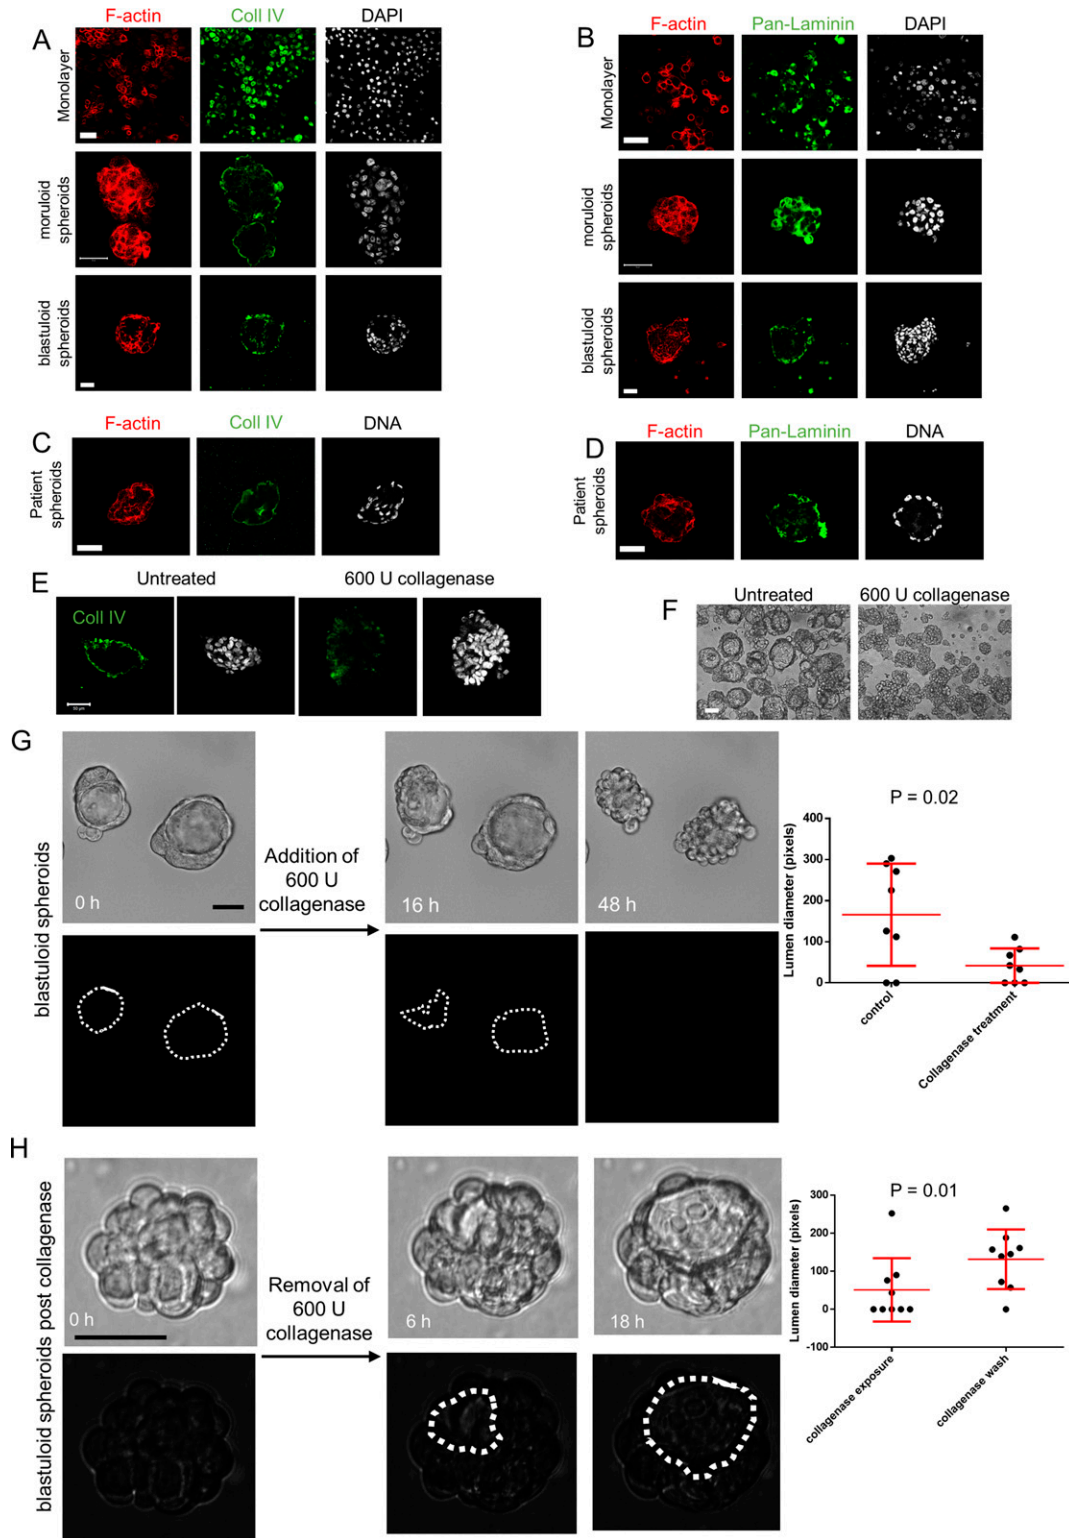 A
F-actin
Coll IV
DAPI
Monolayer
moruloid
spheroids
blastuloid
spheroids
B
F-actin
Pan-Laminin
DAPI
Monolayer
moruloid
spheroids
blastuloid
spheroids
C
F-actin
Coll IV
DNA
Patient
spheroids
D
F-actin
Pan-Laminin
DNA
Patient
spheroids
E
Untreated
600 U collagenase
Coll IV
F
Untreated
600 U collagenase
G
blastuloid spheroids
0 h
Addition of
600 U
collagenase
16 h
48 h
P = 0.02
Lumen diameter (pixels)
400
300
200
100
0
control
Collagenase treatment
H
blastuloid spheroids post collagenase
0 h
Removal of
600 U
collagenase
6 h
18 h
P = 0.01
Lumen diameter (pixels)
300
200
100
0
-100
collagenase exposure
collagenase wash